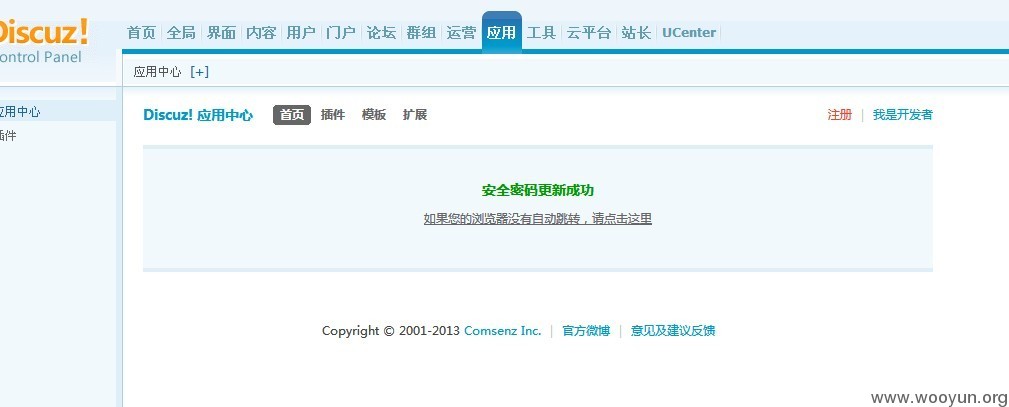 Discuz!
ontrol Panel
首页 全局 界面 内容 用户 门户 论坛 群组 运营 应用 工具 云平台 站长 UCenter
应用中心 [+]
应用中心
插件
Discuz! 应用中心 首页 插件 模板 扩展 注册 | 我是开发者
安全密码更新成功
如果您的浏览器没有自动跳转，请点击这里
Copyright © 2001-2013 Comsenz Inc. | 官方微博 | 意见及建议反馈
www.wooyun.org